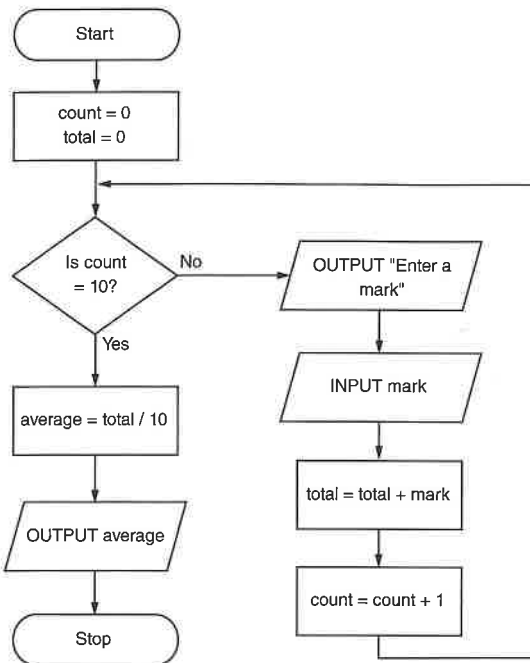 Start
count = 0
total = 0
Is count
= 10?
No
Yes
OUTPUT "Enter a
mark"
INPUT mark
total = total + mark
count = count + 1
average = total / 10
OUTPUT average
Stop